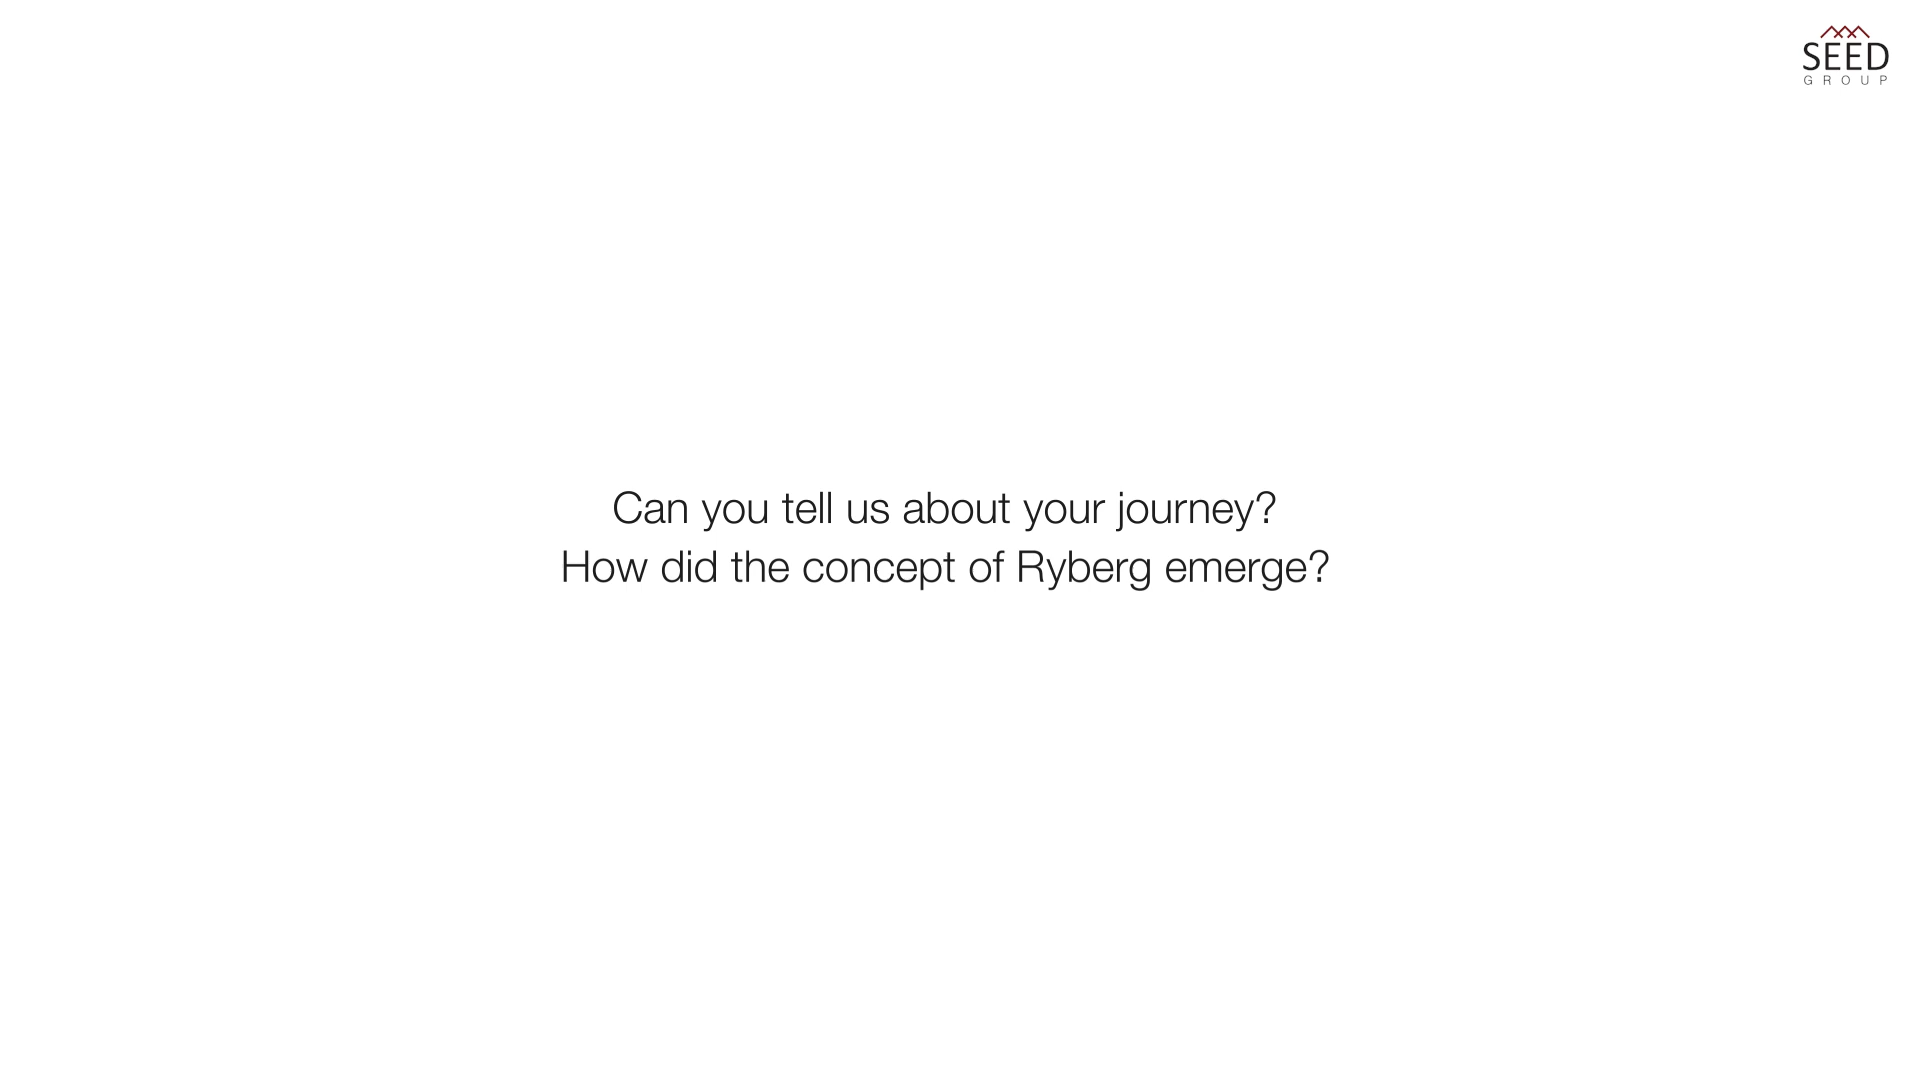 SEED
GROUP
Can you tell us about your journey?
How did the concept of Ryberg emerge?